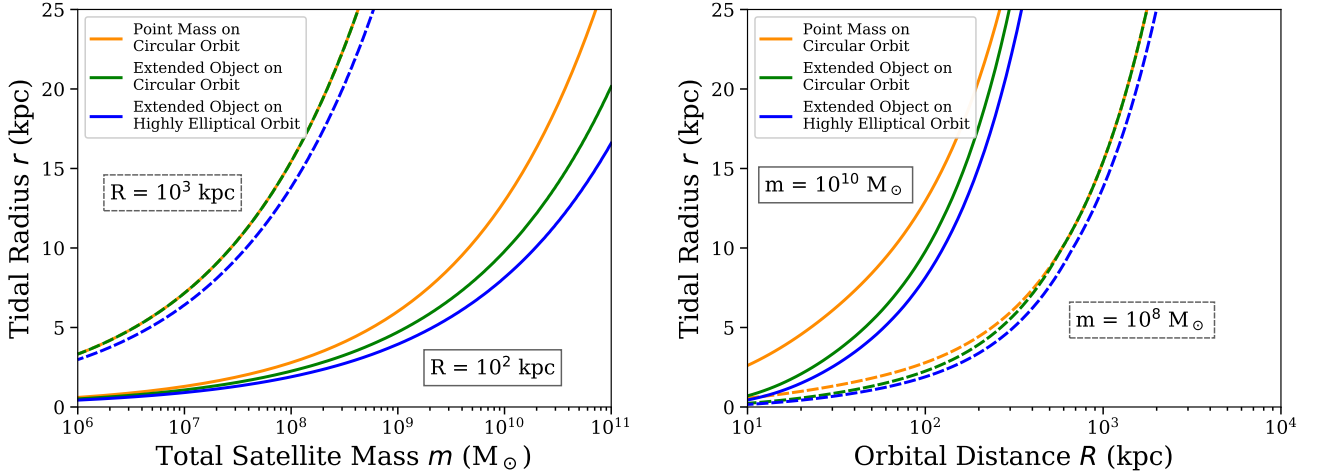 Point Mass on
Circular Orbit
Extended Object on
Circular Orbit
Extended Object on
Highly Elliptical Orbit
R = 10³ kpc
R = 10² kpc
25
20
15
10
5
0
10⁶
10⁷
10⁸
10⁹
10¹⁰
10¹¹
Tidal Radius r (kpc)
Total Satellite Mass m (M⊙)
Point Mass on
Circular Orbit
Extended Object on
Circular Orbit
Extended Object on
Highly Elliptical Orbit
m = 10¹⁰ M⊙
m = 10⁸ M⊙
25
20
15
10
5
0
10¹
10²
10³
10⁴
Tidal Radius r (kpc)
Orbital Distance R (kpc)